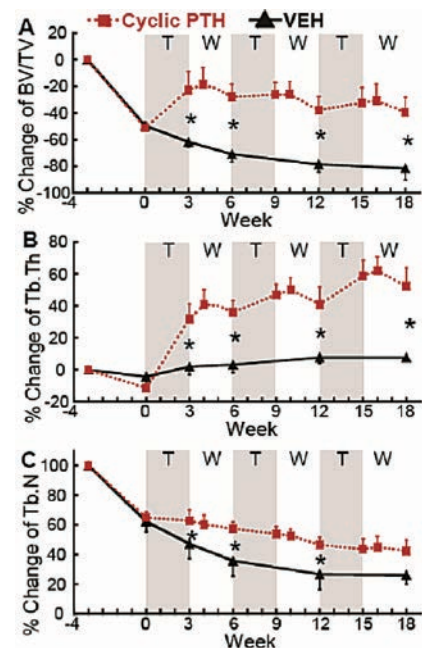 Cyclic PTH VEH
A
T W T W T W
% Change of BV/TV
20
0
-20
-40
-60
-80
-100
* * * *
-4 0 3 6 9 12 15 18
Week
B
T W T W T W
% Change of Tb.Th
80
60
40
20
0
-20
* * * *
-4 0 3 6 9 12 15 18
Week
C
T W T W T W
% Change of Tb.N
100
80
60
40
20
0
* * *
-4 0 3 6 9 12 15 18
Week